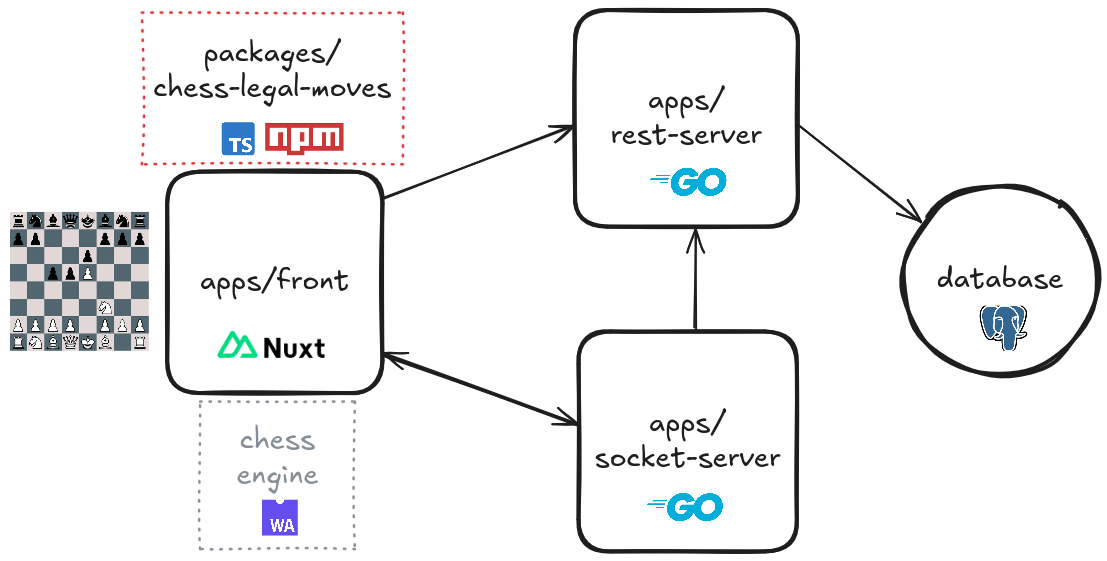 packages/
chess-legal-moves
TS npm
apps/
rest-server
GO
apps/front
Nuxt
database
chess
engine
WA
apps/
socket-server
GO